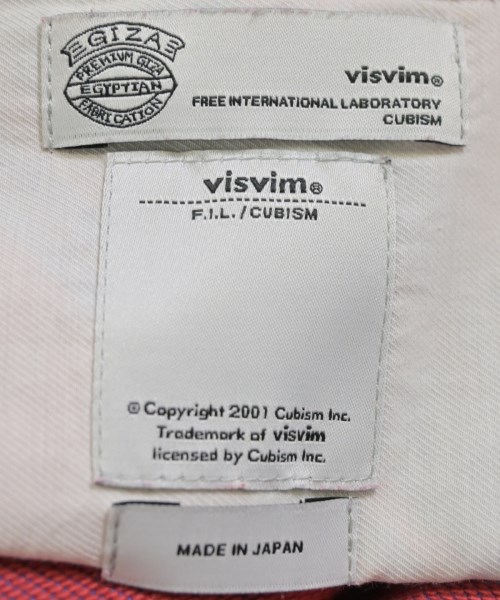 GIZA
PREMIUM GIZA
EGYPTIAN
FABRICATION
visvim®
FREE INTERNATIONAL LABORATORY
CUBISM
visvim®
F.I.L./CUBISM
© Copyright 2001 Cubism Inc.
Trademark of visvim
licensed by Cubism Inc.
MADE IN JAPAN